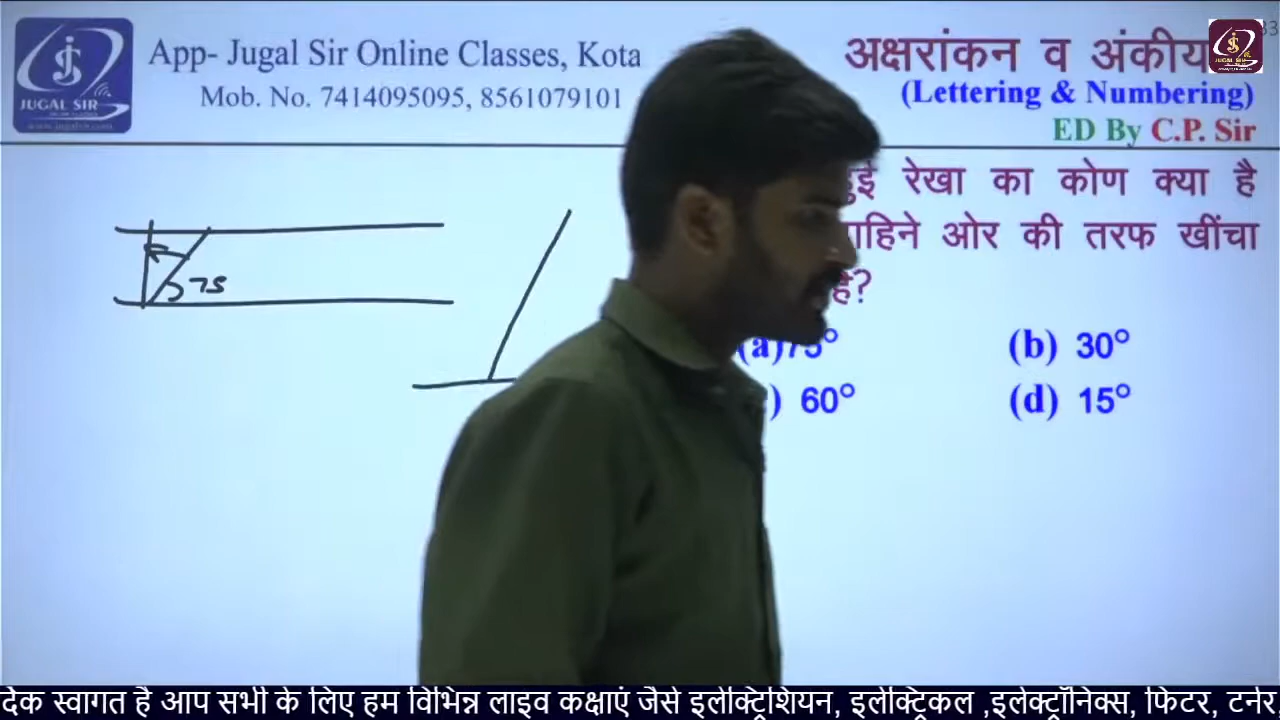 JUGAL SIR
App- Jugal Sir Online Classes, Kota
Mob. No. 7414095095, 8561079101
अक्षरांकन व
(Lettering & Numbering)
ED By C.P. Sir
रेखा का कोण क्या है
ओर की तरफ खींचा
है?
75
(a)75° (b) 30°
60° (d) 15°
स्वागत है आप सभी के लिए हम विभिन्न लाइव कक्षाएं जैसे इलेक्ट्रिशियन, इलेक्ट्रिकल ,इलेक्ट्रॉनिक्स, फिटर, टर्नर,